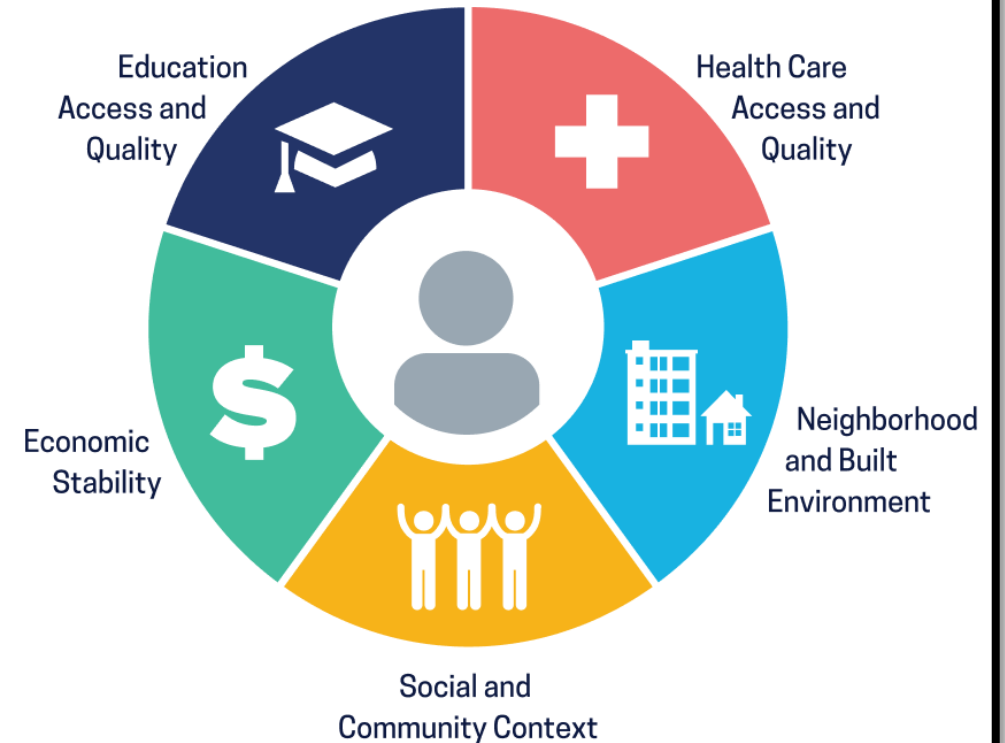 Education
Access and
Quality
Health Care
Access and
Quality
Economic
Stability
Neighborhood
and Built
Environment
Social and
Community Context